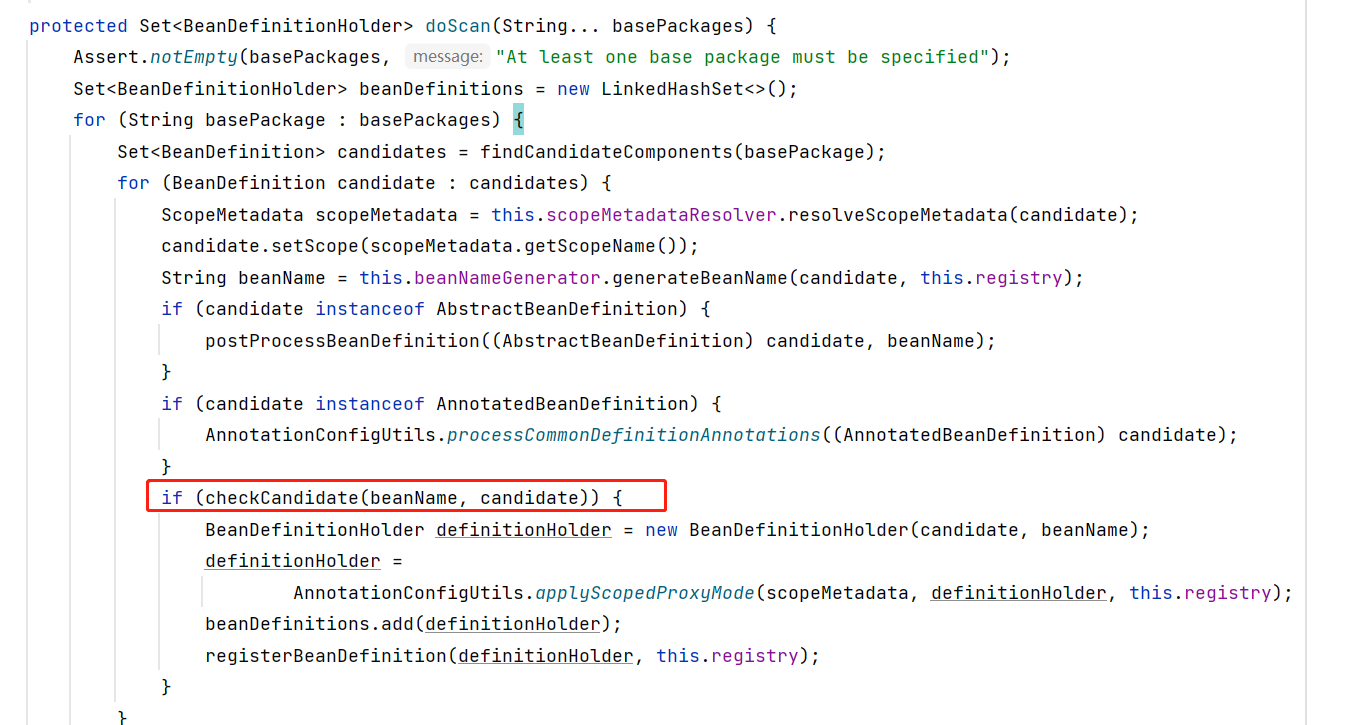 protected Set<BeanDefinitionHolder> doScan(String... basePackages) {
Assert.notEmpty(basePackages, message: "At least one base package must be specified");
Set<BeanDefinitionHolder> beanDefinitions = new LinkedHashSet<>();
for (String basePackage : basePackages) {
Set<BeanDefinition> candidates = findCandidateComponents(basePackage);
for (BeanDefinition candidate : candidates) {
ScopeMetadata scopeMetadata = this.scopeMetadataResolver.resolveScopeMetadata(candidate);
candidate.setScope(scopeMetadata.getScopeName());
String beanName = this.beanNameGenerator.generateBeanName(candidate, this.registry);
if (candidate instanceof AbstractBeanDefinition) {
postProcessBeanDefinition((AbstractBeanDefinition) candidate, beanName);
}
if (candidate instanceof AnnotatedBeanDefinition) {
AnnotationConfigUtils.processCommonDefinitionAnnotations((AnnotatedBeanDefinition) candidate);
}
if (checkCandidate(beanName, candidate)) {
BeanDefinitionHolder definitionHolder = new BeanDefinitionHolder(candidate, beanName);
definitionHolder =
AnnotationConfigUtils.applyScopedProxyMode(scopeMetadata, definitionHolder, this.registry);
beanDefinitions.add(definitionHolder);
registerBeanDefinition(definitionHolder, this.registry);
}
}